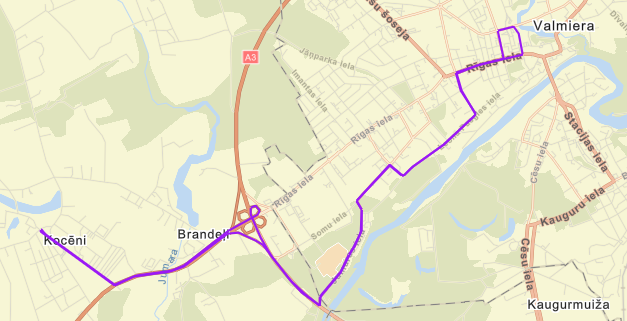 Cēsu šoseja
Valmiera
Jāņparka iela
A3
Rīgas iela
Imantas iela
Rīgas iela
Stacijas iela
Cēsu iela
Rīgas iela
Kauguru iela
Kocēni
Brandeļi
Somu iela
Cēsu iela
Jumara
Kaugurmuiža